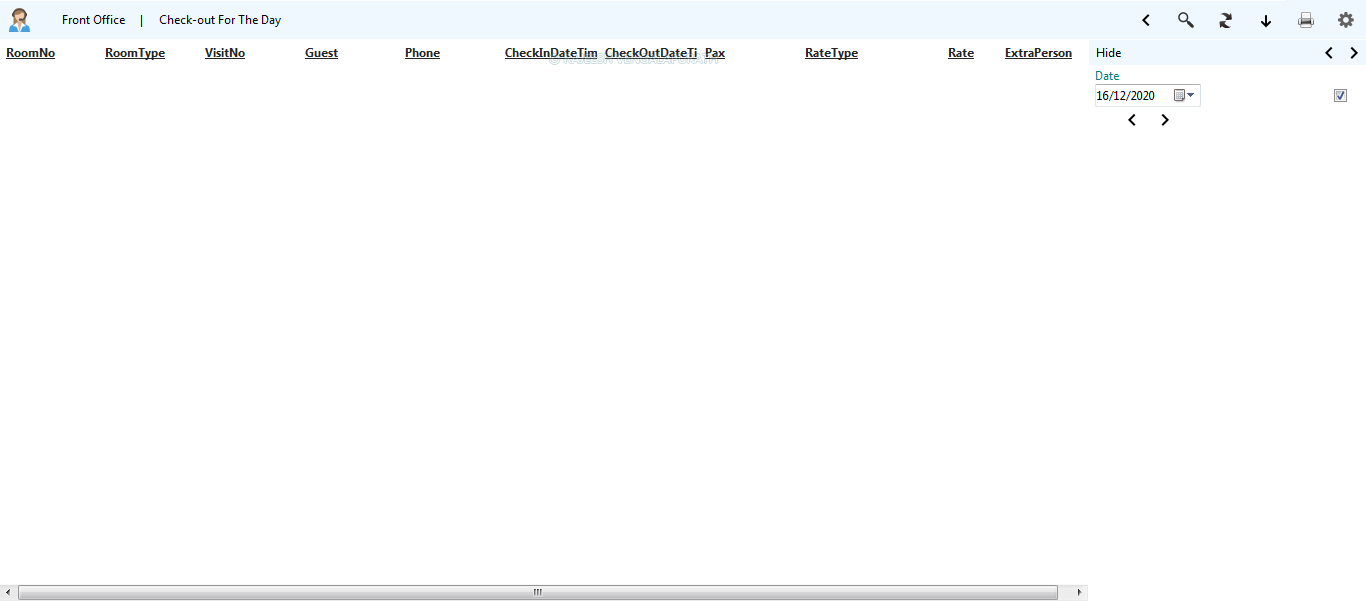 Front Office | Check-out For The Day
RoomNo RoomType VisitNo Guest Phone CheckInDateTim CheckOutDateTi Pax RateType Rate ExtraPerson
Hide
Date
16/12/2020